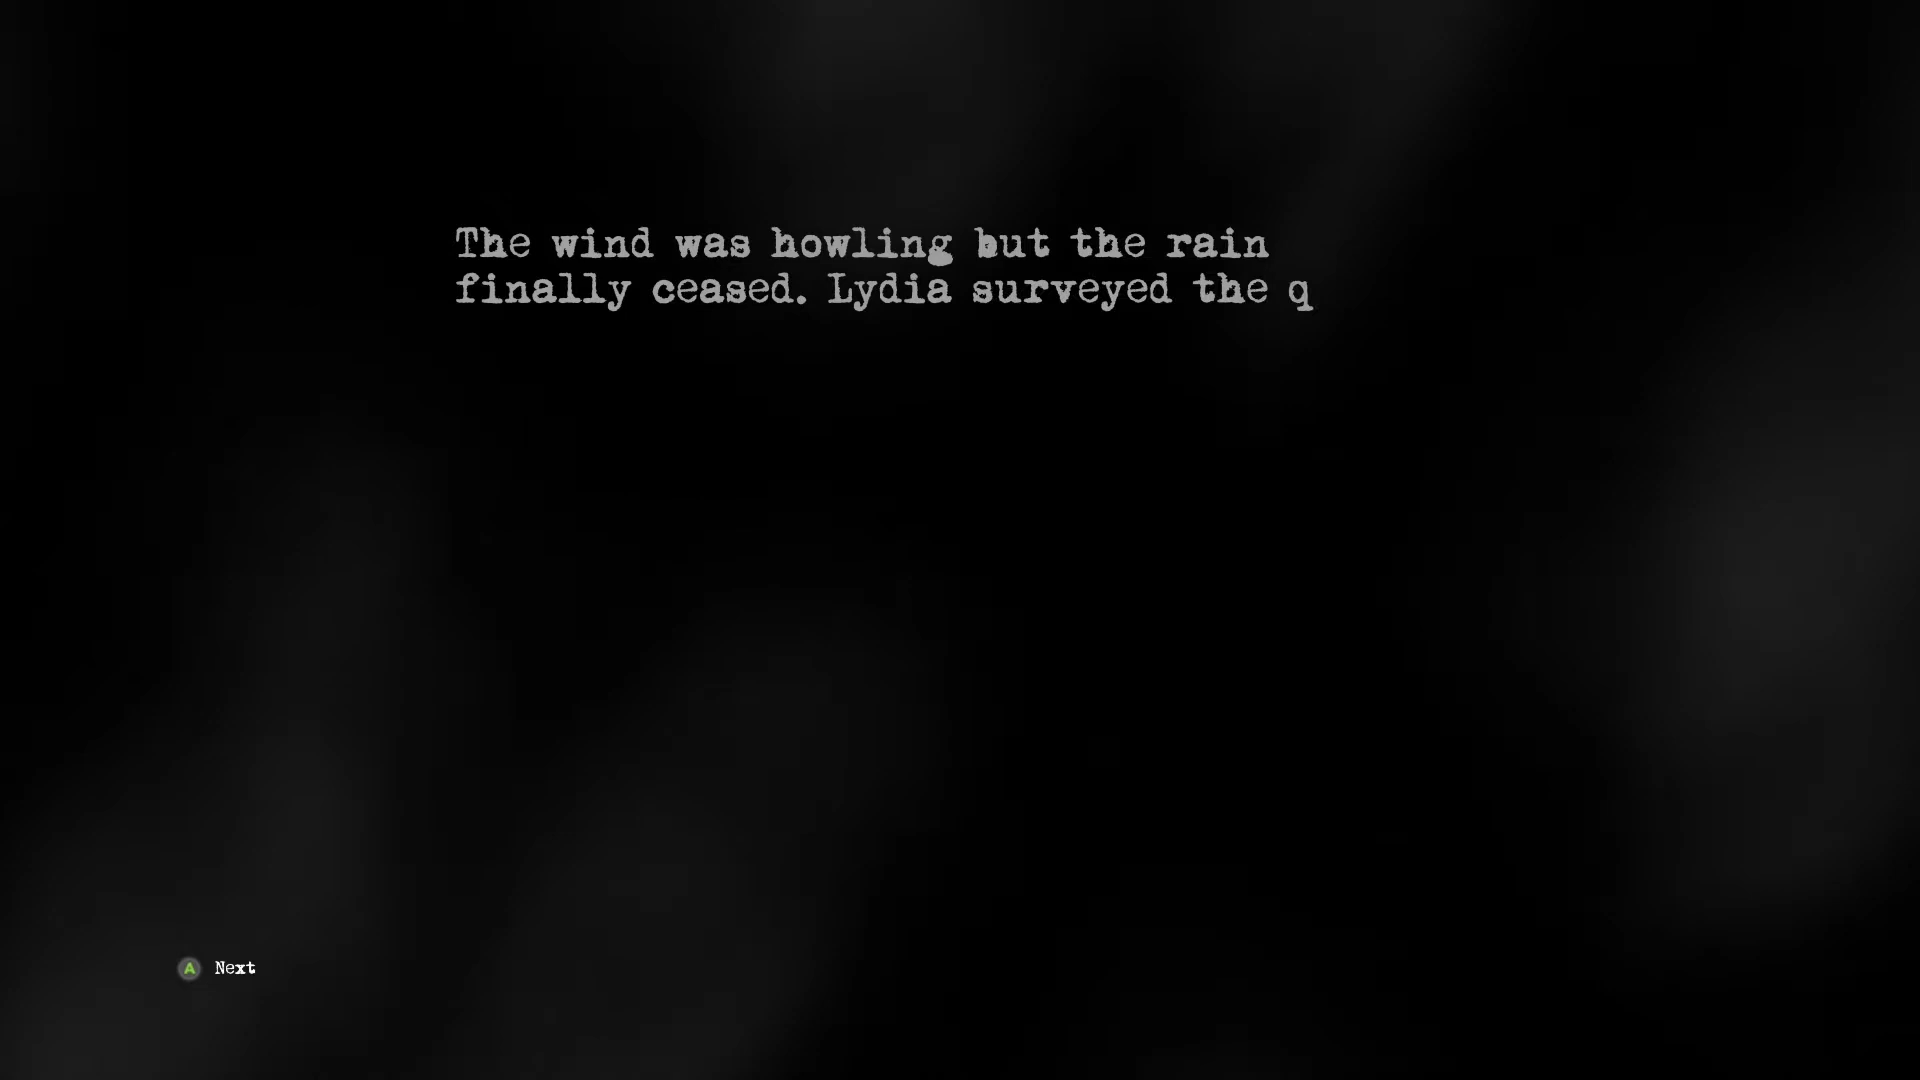 The wind was howling but the rain
finally ceased. Lydia surveyed the q
A Next